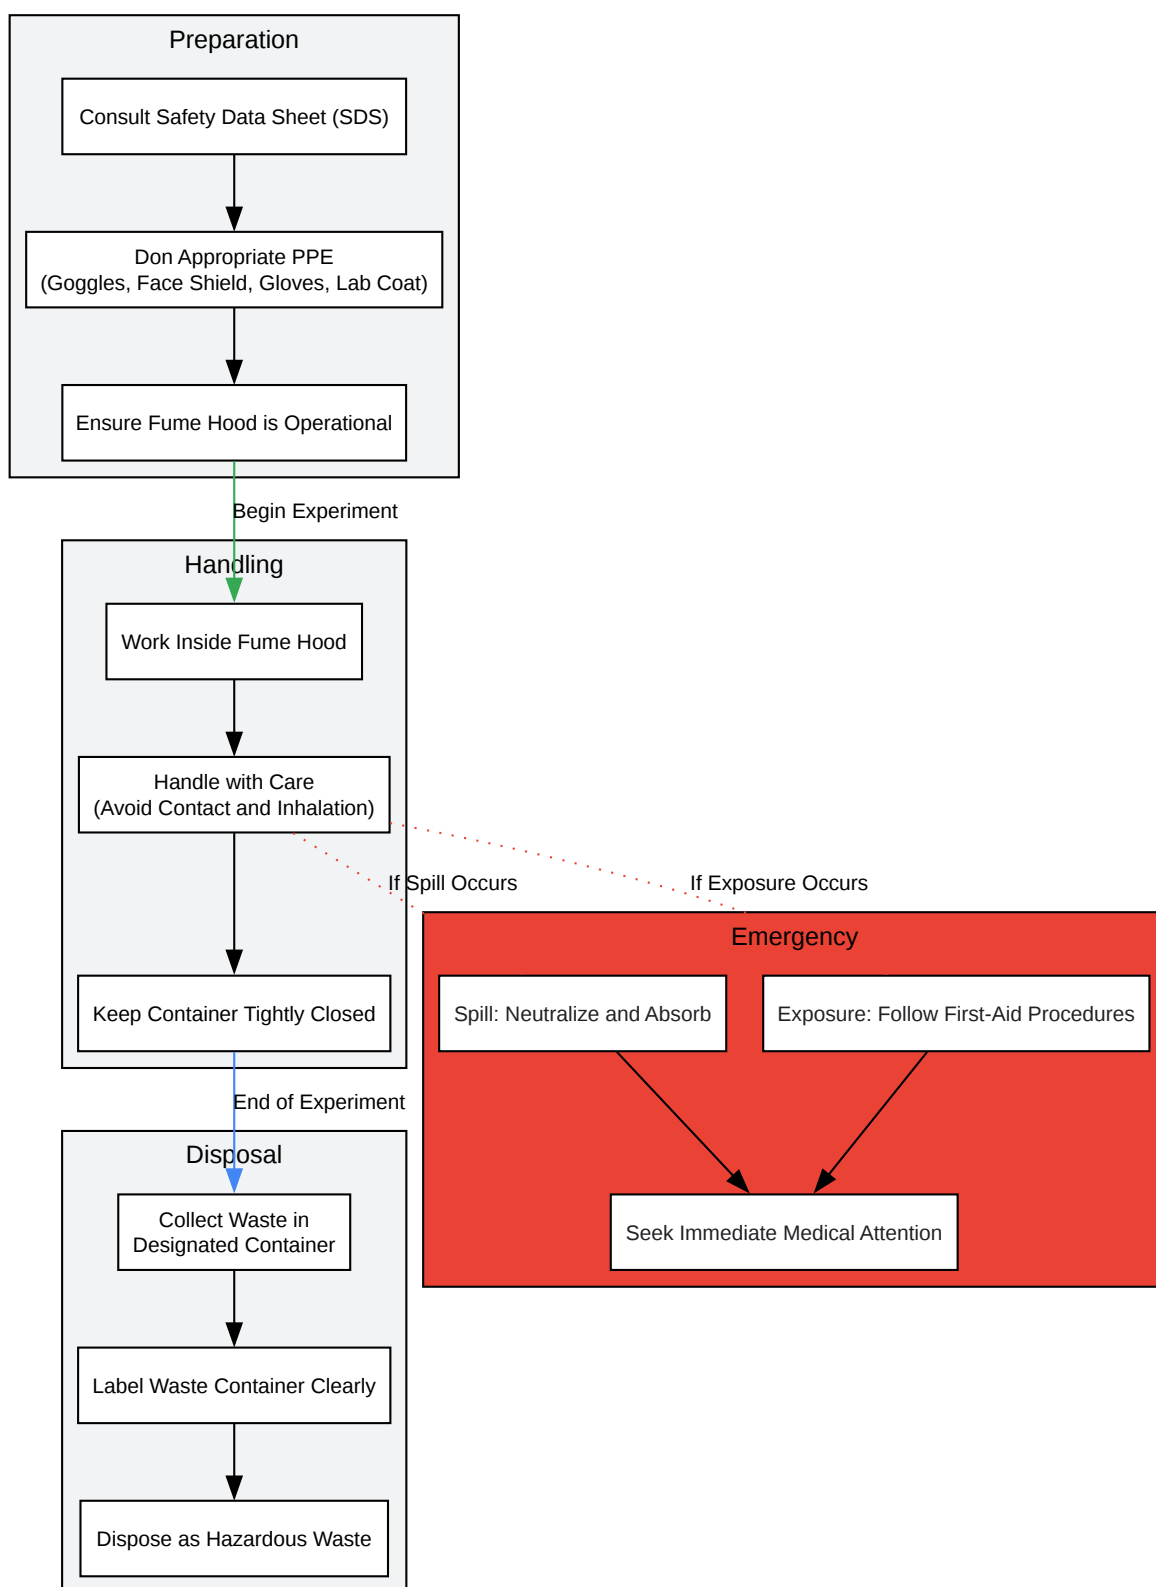 Preparation
Consult Safety Data Sheet (SDS)
Don Appropriate PPE
(Goggles, Face Shield, Gloves, Lab Coat)
Ensure Fume Hood is Operational
Begin Experiment
Handling
Work Inside Fume Hood
Handle with Care
(Avoid Contact and Inhalation)
If Spill Occurs
If Exposure Occurs
Keep Container Tightly Closed
Emergency
Spill: Neutralize and Absorb
Exposure: Follow First-Aid Procedures
Seek Immediate Medical Attention
End of Experiment
Disposal
Collect Waste in
Designated Container
Label Waste Container Clearly
Dispose as Hazardous Waste